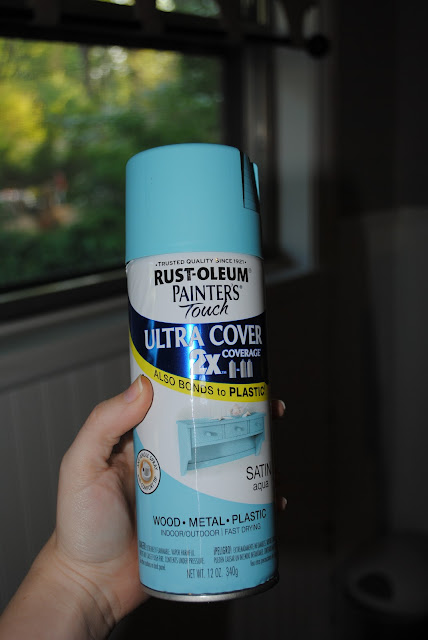 TRUSTED QUALITY SINCE 1921
RUST-OLEUM®
PAINTER'S
Touch
ULTRA COVER
2X COVERAGE
ALSO BONDS to PLASTIC!
SATIN
aqua
WOOD • METAL • PLASTIC
INDOOR/OUTDOOR | FAST DRYING
NET WT. 12 OZ. 340g